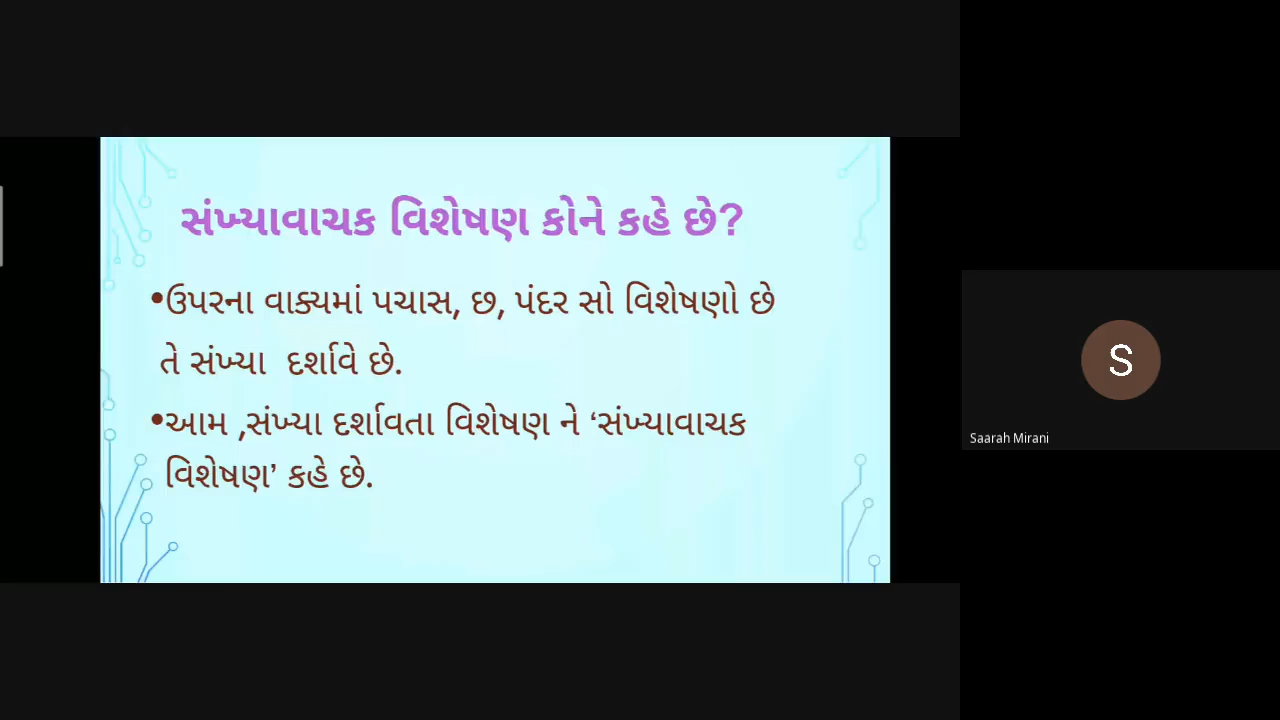 સંખ્યાવાચક વિશેષણ કોને કહે છે?
•ઉપરના વાક્યમાં પચાસ, છ, પંદર સો વિશેષણો છે
તે સંખ્યા  દર્શાવે છે.
•આમ ,સંખ્યા દર્શાવતા વિશેષણ ને ‘સંખ્યાવાચક
વિશેષણ’ કહે છે.
S
Saarah Mirani